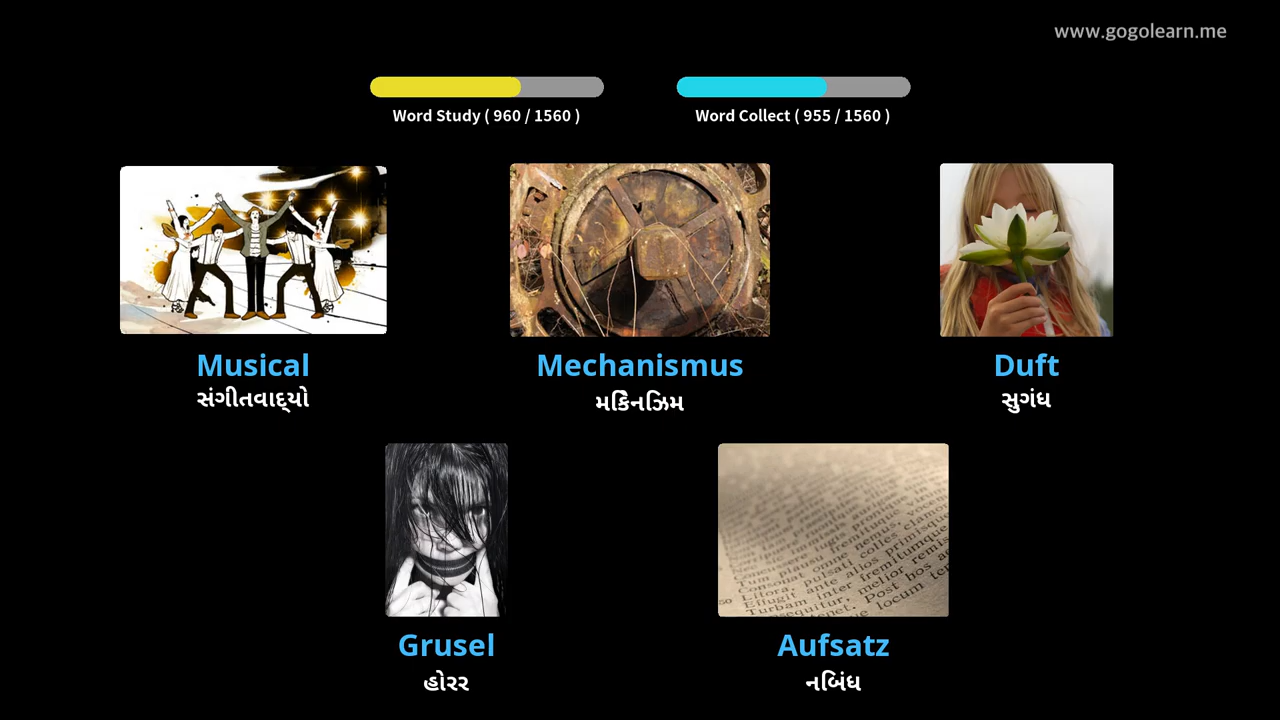 www.gogolearn.me
Word Study ( 960 / 1560 )
Word Collect ( 955 / 1560 )
Musical
સંગીતવાદ્યો
Mechanismus
મિકેનિઝમ
Duft
સુગંધ
Grusel
હોરર
Aufsatz
નિબંધ